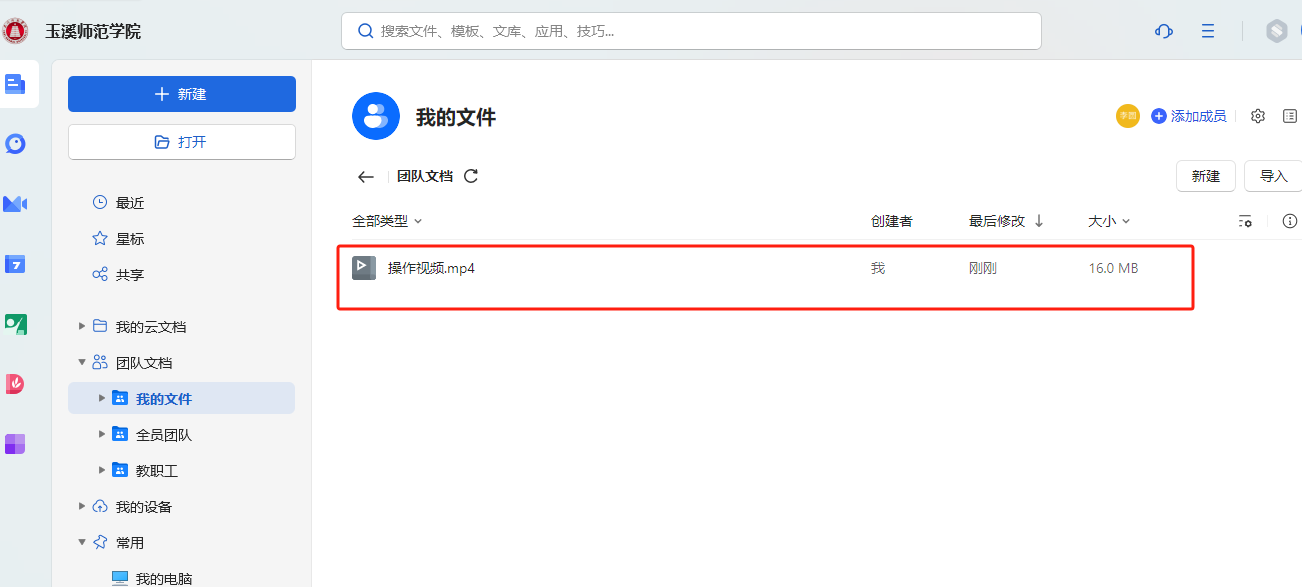 玉溪师范学院
搜索文件、模板、文库、应用、技巧...
新建
打开
最近
星标
共享
我的云文档
团队文档
我的文件
全员团队
教职工
我的设备
常用
我的电脑
我的文件
李圆 添加成员
团队文档
新建 导入
全部类型 创建者 最后修改 大小
操作视频.mp4 我 刚刚 16.0 MB